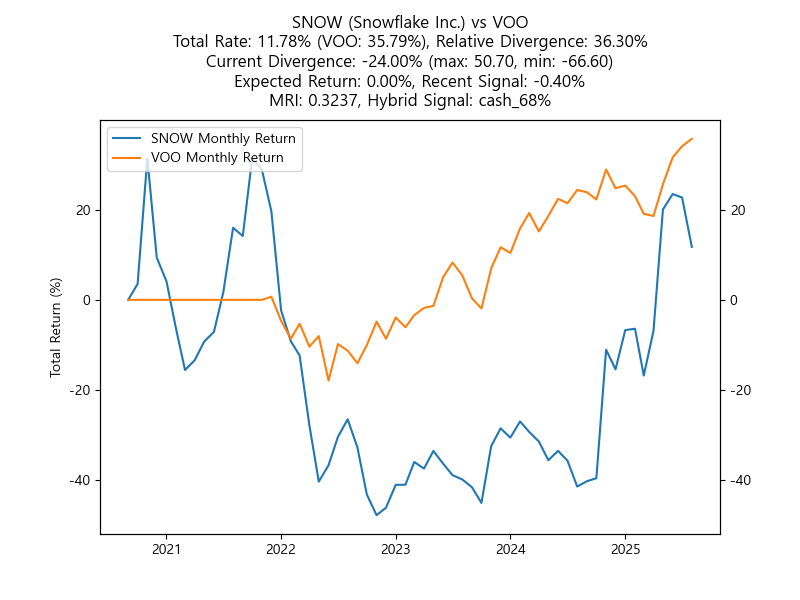 SNOW (Snowflake Inc.) vs VOO
Total Rate: 11.78% (VOO: 35.79%), Relative Divergence: 36.30%
Current Divergence: -24.00% (max: 50.70, min: -66.60)
Expected Return: 0.00%, Recent Signal: -0.40%
MRI: 0.3237, Hybrid Signal: cash_68%
SNOW Monthly Return
VOO Monthly Return
Total Return (%)
20
0
-20
-40
20
0
-20
-40
2021
2022
2023
2024
2025